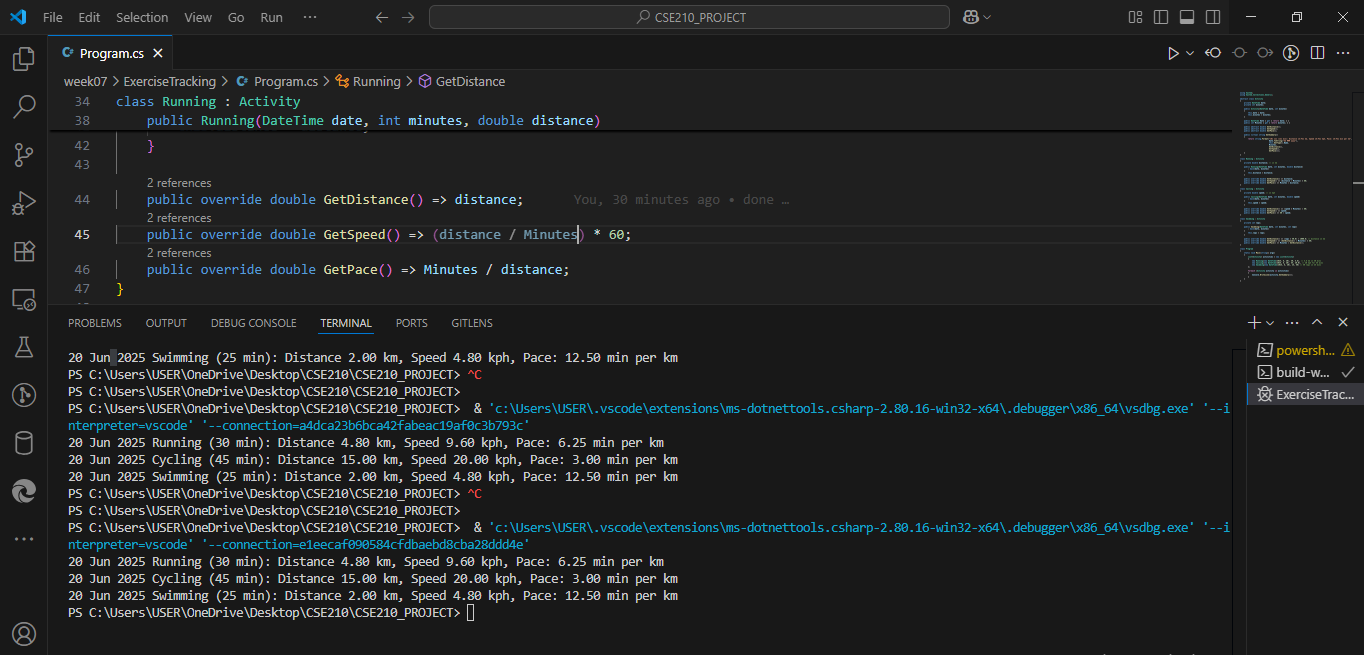 File Edit Selection View Go Run ··· CSE210_PROJECT
Program.cs
week07 > ExerciseTracking > Program.cs > Running > GetDistance
34 class Running : Activity
38 public Running(DateTime date, int minutes, double distance)
42 }
43
2 references
44 public override double GetDistance() => distance; You, 30 minutes ago • done …
2 references
45 public override double GetSpeed() => (distance / Minutes) * 60;
2 references
46 public override double GetPace() => Minutes / distance;
47 }
PROBLEMS OUTPUT DEBUG CONSOLE TERMINAL PORTS GITLENS
20 Jun 2025 Swimming (25 min): Distance 2.00 km, Speed 4.80 kph, Pace: 12.50 min per km
PS C:\Users\USER\OneDrive\Desktop\CSE210\CSE210_PROJECT> ^C
PS C:\Users\USER\OneDrive\Desktop\CSE210\CSE210_PROJECT>
PS C:\Users\USER\OneDrive\Desktop\CSE210\CSE210_PROJECT>  & 'c:\Users\USER\.vscode\extensions\ms-dotnettools.csharp-2.80.16-win32-x64\.debugger\x86_64\vsdbg.exe' '--i
nterpreter=vscode' '--connection=a4dca23b6bca42fabeac19af0c3b793c'
20 Jun 2025 Running (30 min): Distance 4.80 km, Speed 9.60 kph, Pace: 6.25 min per km
20 Jun 2025 Cycling (45 min): Distance 15.00 km, Speed 20.00 kph, Pace: 3.00 min per km
20 Jun 2025 Swimming (25 min): Distance 2.00 km, Speed 4.80 kph, Pace: 12.50 min per km
PS C:\Users\USER\OneDrive\Desktop\CSE210\CSE210_PROJECT> ^C
PS C:\Users\USER\OneDrive\Desktop\CSE210\CSE210_PROJECT>
PS C:\Users\USER\OneDrive\Desktop\CSE210\CSE210_PROJECT>  & 'c:\Users\USER\.vscode\extensions\ms-dotnettools.csharp-2.80.16-win32-x64\.debugger\x86_64\vsdbg.exe' '--i
nterpreter=vscode' '--connection=e1eecaf090584cfdbaebd8cba28ddd4e'
20 Jun 2025 Running (30 min): Distance 4.80 km, Speed 9.60 kph, Pace: 6.25 min per km
20 Jun 2025 Cycling (45 min): Distance 15.00 km, Speed 20.00 kph, Pace: 3.00 min per km
20 Jun 2025 Swimming (25 min): Distance 2.00 km, Speed 4.80 kph, Pace: 12.50 min per km
PS C:\Users\USER\OneDrive\Desktop\CSE210\CSE210_PROJECT>
powersh...
build-w...
ExerciseTrac...